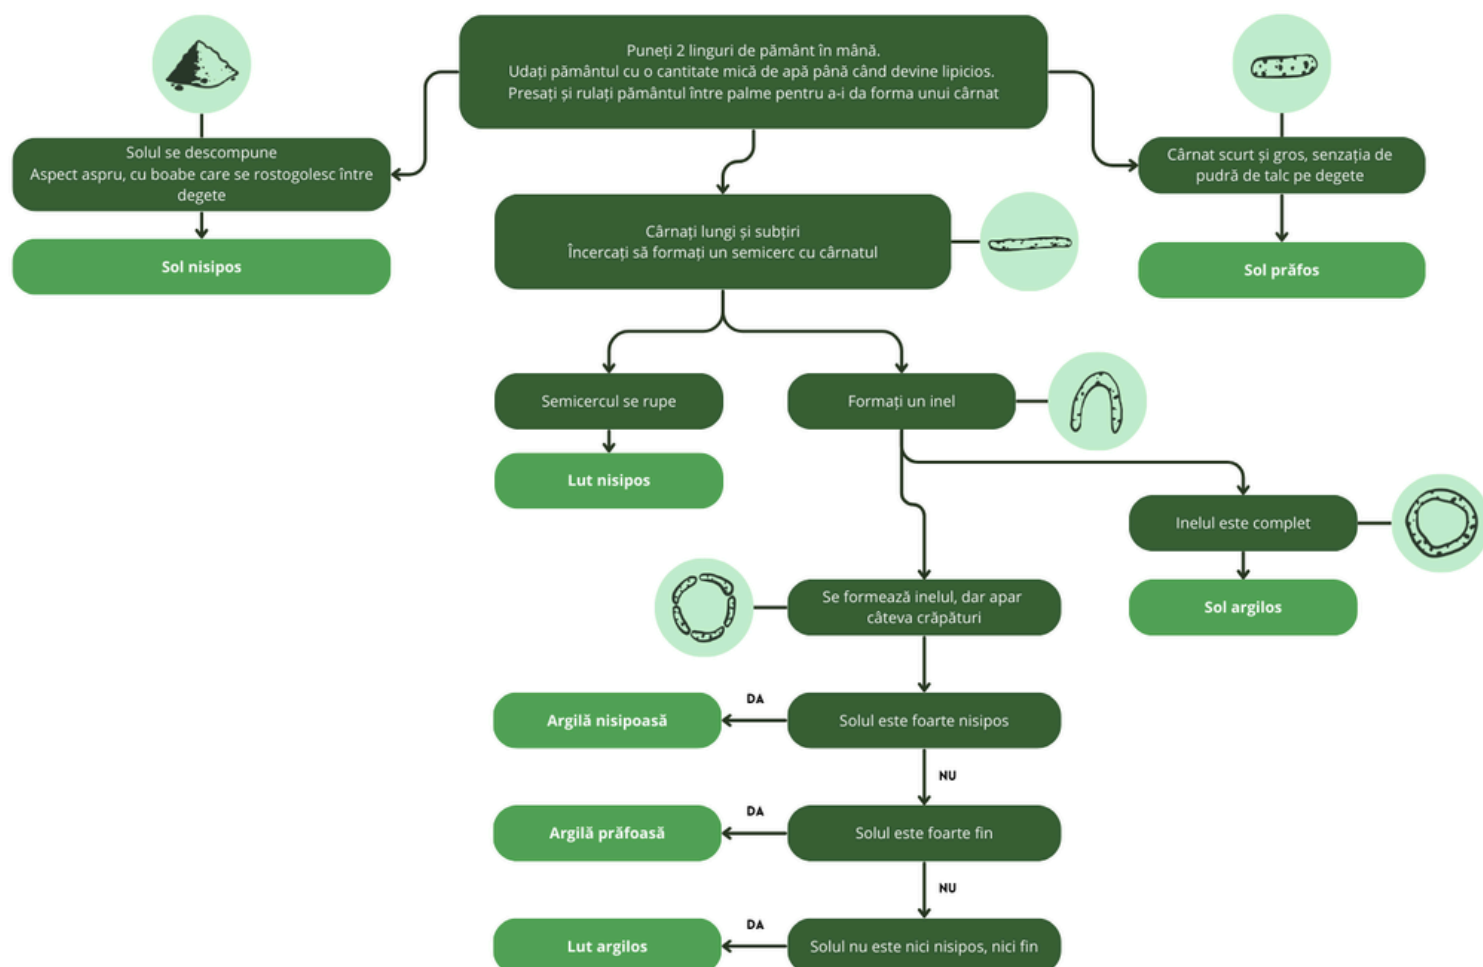 Puneți 2 linguri de pământ în mână.
Udați pământul cu o cantitate mică de apă până când devine lipicios.
Presați și rulați pământul între palme pentru a-i da forma unui cârnat
Solul se descompune
Aspect aspru, cu boabe care se rostogolesc între
degete
Sol nisipos
Cârnat scurt și gros, senzația de
pudră de talc pe degete
Sol prăfos
Cârnați lungi și subțiri
Încercați să formați un semicerc cu cârnatul
Semicercul se rupe
Lut nisipos
Formați un inel
Inelul este complet
Sol argilos
Se formează inelul, dar apar
câteva crăpături
Solul este foarte nisipos
DA
Argilă nisipoasă
NU
Solul este foarte fin
DA
Argilă prăfoasă
NU
Solul nu este nici nisipos, nici fin
DA
Lut argilos